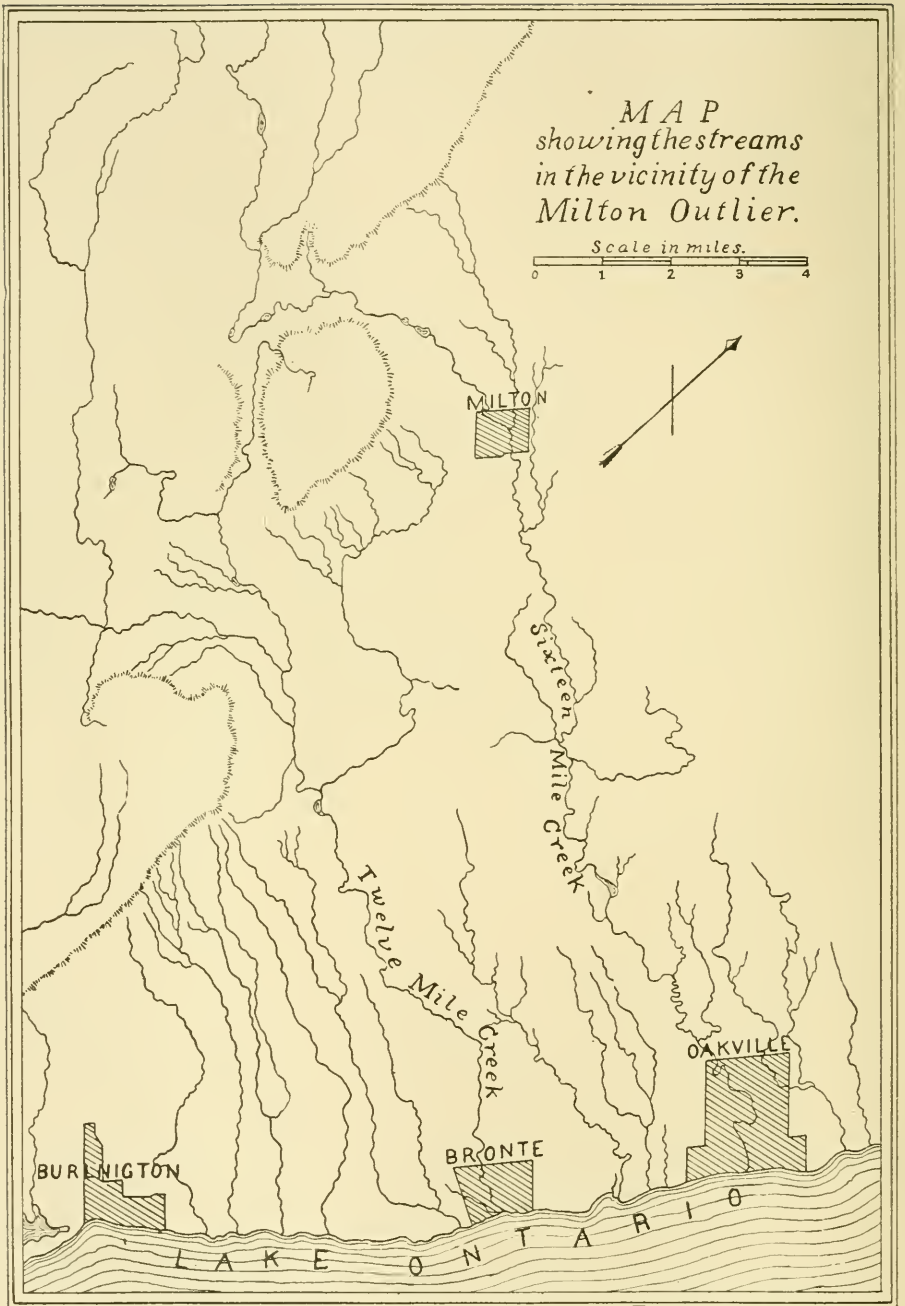 MAP
showing the streams
in the vicinity of the
Milton Outlier.
Scale in miles.
0 1 2 3 4
MILTON
Sixteen Mile Creek
Twelve Mile Creek
OAKVILLE
BRONTE
BURLNIGTON
LAKE ONTARIO